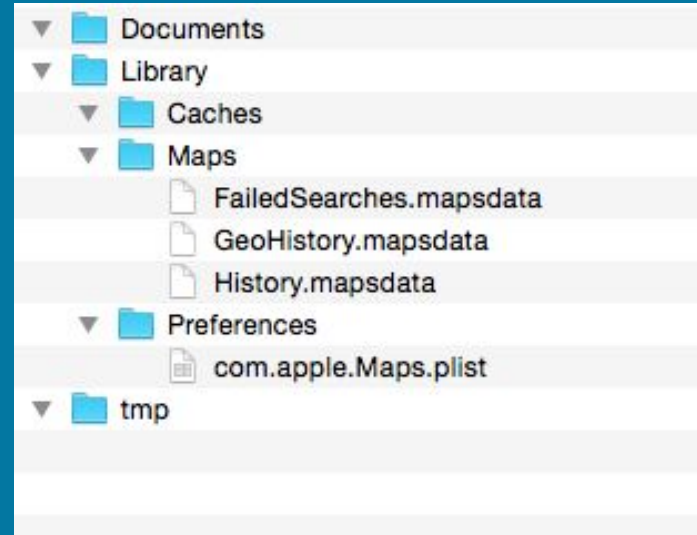 Documents
Library
Caches
Maps
FailedSearches.mapsdata
GeoHistory.mapsdata
History.mapsdata
Preferences
com.apple.Maps.plist
tmp